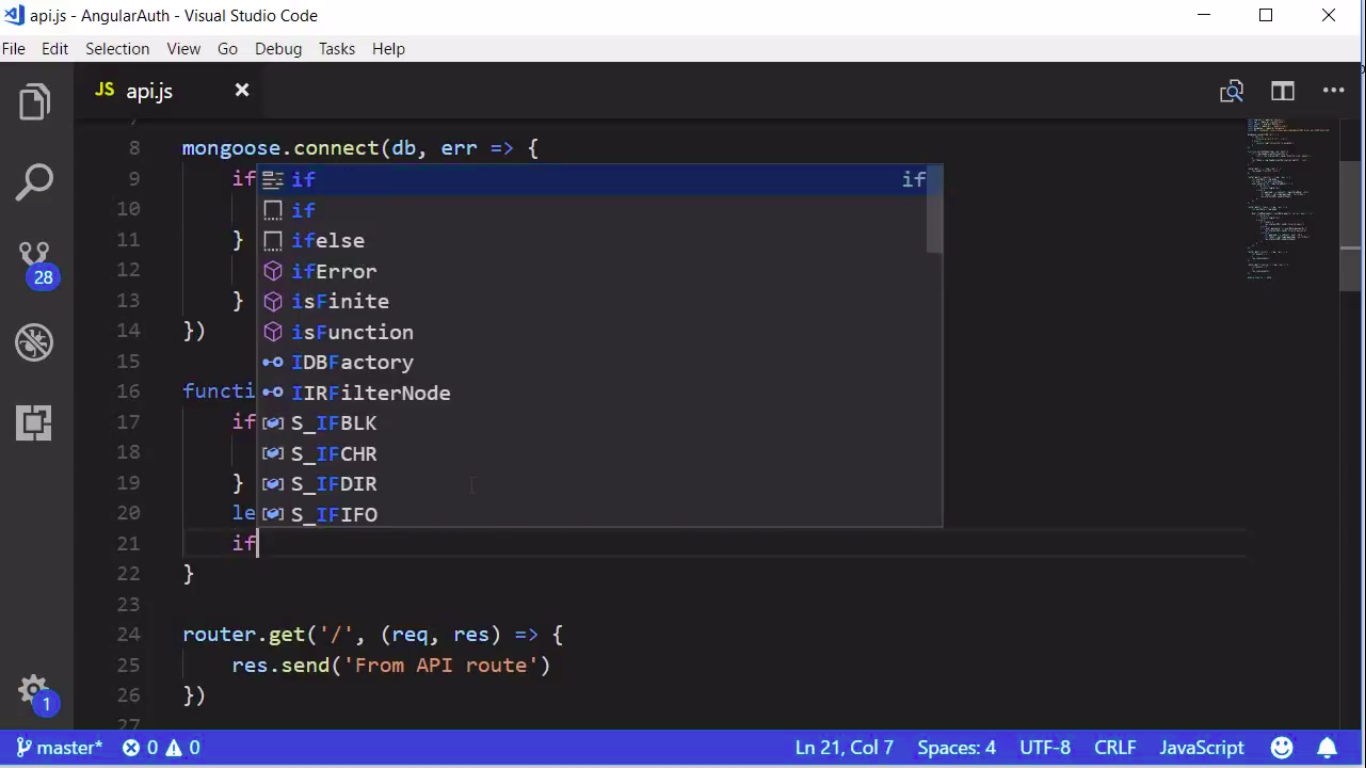 api.js - AngularAuth - Visual Studio Code
File Edit Selection View Go Debug Tasks Help
JS api.js
8 mongoose.connect(db, err => {
9 if
if if
10
if
11 }
ifelse
12
ifError
13 }
isFinite
14 })
isFunction
15
IDBFactory
16 functi
IIRFilterNode
17 if
S_IFBLK
18
S_IFCHR
19 }
S_IFDIR
20 le
S_IFIFO
21 if
22 }
23
24 router.get('/', (req, res) => {
25 res.send('From API route')
26 })
27
28
1
master* 0 0 Ln 21, Col 7 Spaces: 4 UTF-8 CRLF JavaScript